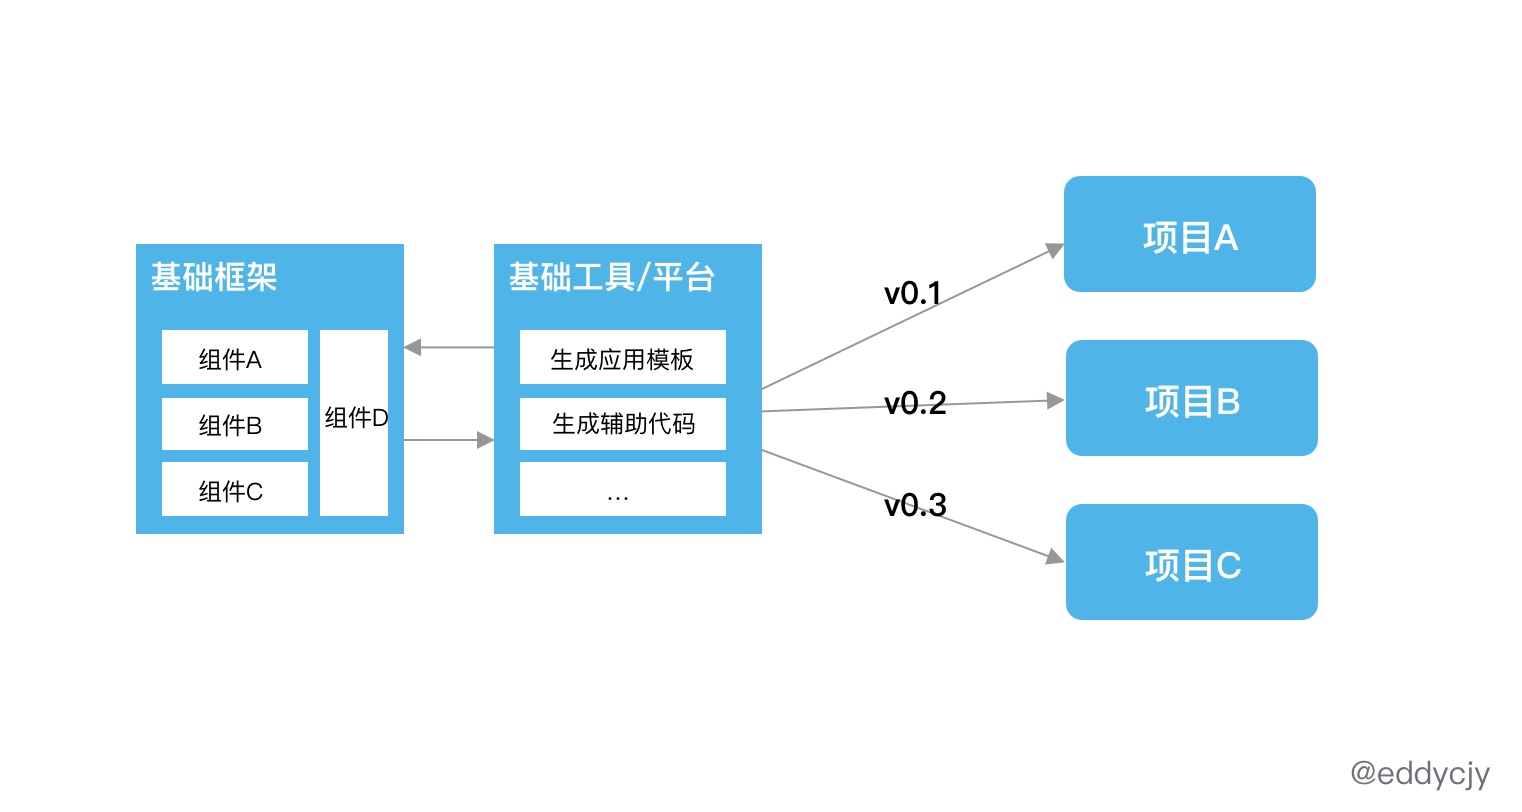 基础框架
组件A
组件B
组件C
组件D
基础工具/平台
生成应用模板
生成辅助代码
...
v0.1
v0.2
v0.3
项目A
项目B
项目C
@eddycjy